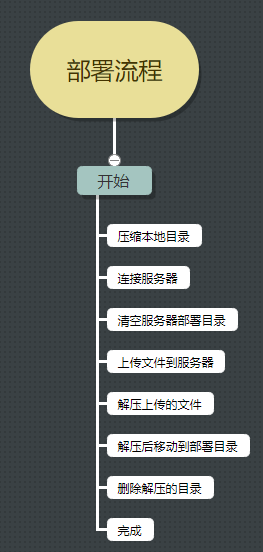 部署流程
开始
压缩本地目录
连接服务器
清空服务器部署目录
上传文件到服务器
解压上传的文件
解压后移动到部署目录
删除解压的目录
完成